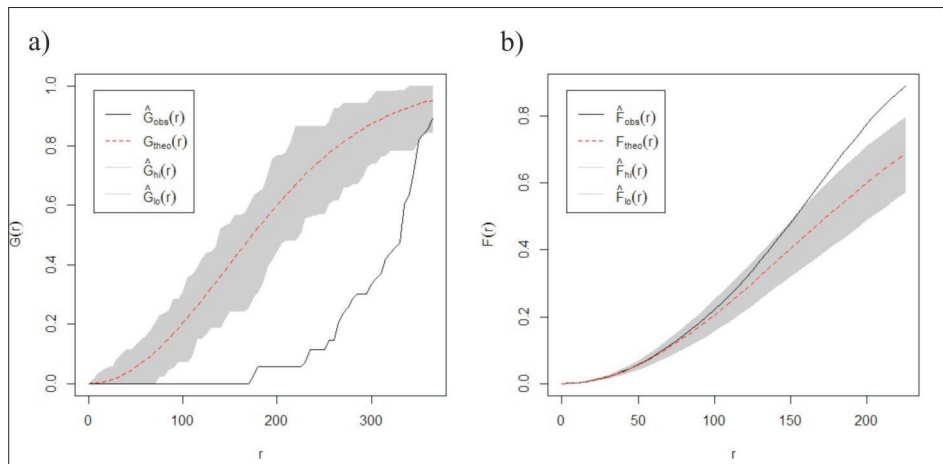 a)
G(r)
0.0 0.2 0.4 0.6 0.8 1.0
Ĝobs(r)
Gtheo(r)
Ĝhi(r)
Ĝlo(r)
0 100 200 300
r
b)
F(r)
0.0 0.2 0.4 0.6 0.8
F̂obs(r)
Ftheo(r)
F̂hi(r)
F̂lo(r)
0 50 100 150 200
r